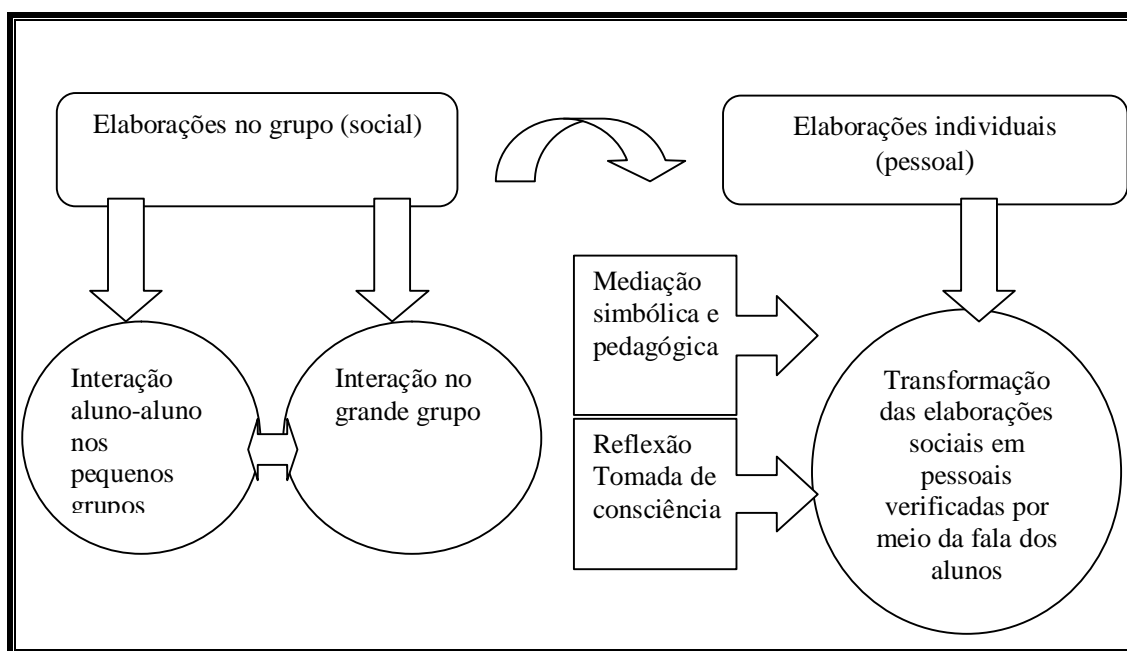 Elaborações no grupo (social)
Elaborações individuais
(pessoal)
Interação
aluno-aluno
nos
pequenos
grupos
Interação no
grande grupo
Mediação
simbólica e
pedagógica
Reflexão
Tomada de
consciência
Transformação
das elaborações
sociais em
pessoais
verificadas por
meio da fala dos
alunos